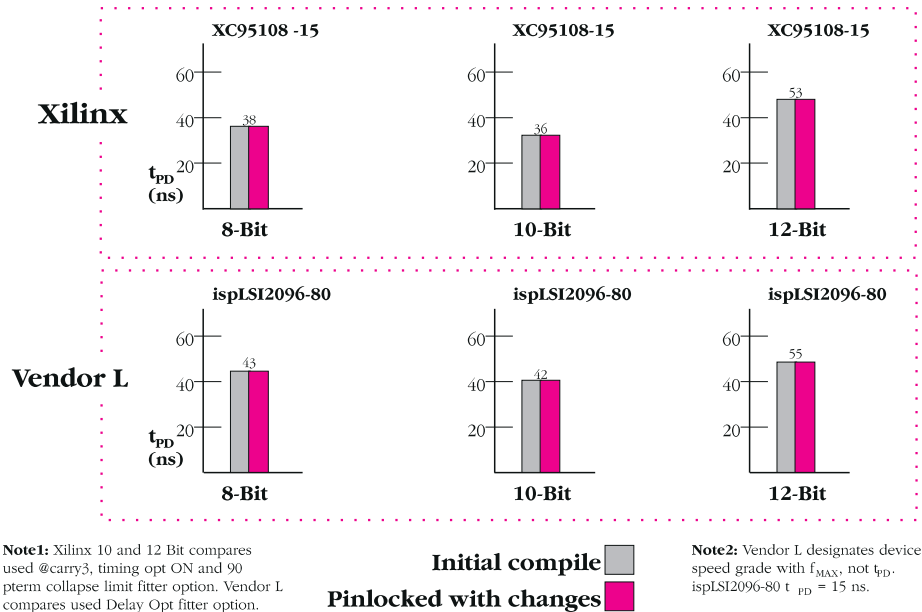 XC95108 -15
XC95108-15
XC95108-15
Xilinx
60
40
20
tPD
(ns)
38
8-Bit
60
40
20
36
10-Bit
60
40
20
53
12-Bit
ispLSI2096-80
ispLSI2096-80
ispLSI2096-80
Vendor L
60
40
20
tPD
(ns)
43
8-Bit
60
40
20
42
10-Bit
60
40
20
55
12-Bit
Note1: Xilinx 10 and 12 Bit compares
used @carry3, timing opt ON and 90
pterm collapse limit fitter option. Vendor L
compares used Delay Opt fitter option.
Initial compile
Pinlocked with changes
Note2: Vendor L designates device
speed grade with fMAX, not tPD.
ispLSI2096-80 t PD = 15 ns.